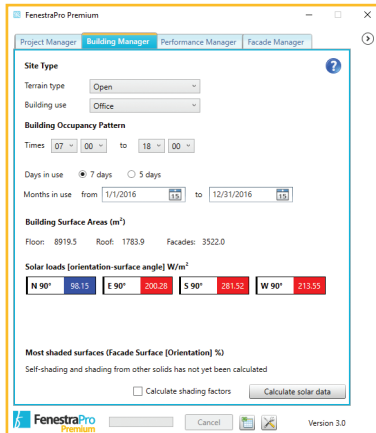 FenestraPro Premium
Project Manager Building Manager Performance Manager Facade Manager
Site Type
Terrain type Open
Building use Office
Building Occupancy Pattern
Times 07 00 to 18 00
Days in use 7 days 5 days
Months in use from 1/1/2016 15 to 12/31/2016 15
Building Surface Areas (m²)
Floor: 8919.5 Roof: 1783.9 Facades: 3522.0
Solar loads [orientation-surface angle] W/m²
N 90° 98.15 E 90° 200.28 S 90° 281.52 W 90° 213.55
Most shaded surfaces (Facade Surface [Orientation] %)
Self-shading and shading from other solids has not yet been calculated
Calculate shading factors Calculate solar data
FenestraPro Cancel Version 3.0
Premium